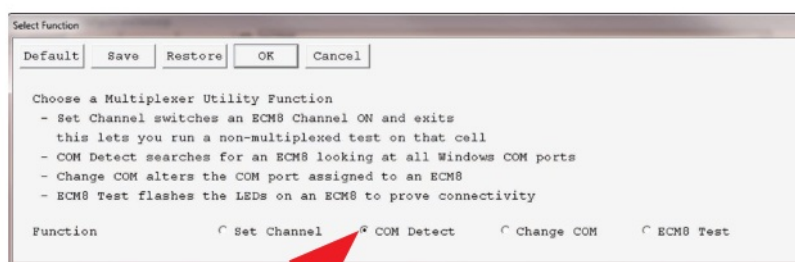 Select Function
Default Save Restore OK Cancel
Choose a Multiplexer Utility Function
- Set Channel switches an ECM8 Channel ON and exits
this lets you run a non-multiplexed test on that cell
- COM Detect searches for an ECM8 looking at all Windows COM ports
- Change COM alters the COM port assigned to an ECM8
- ECM8 Test flashes the LEDs on an ECM8 to prove connectivity
Function Set Channel COM Detect Change COM ECM8 Test